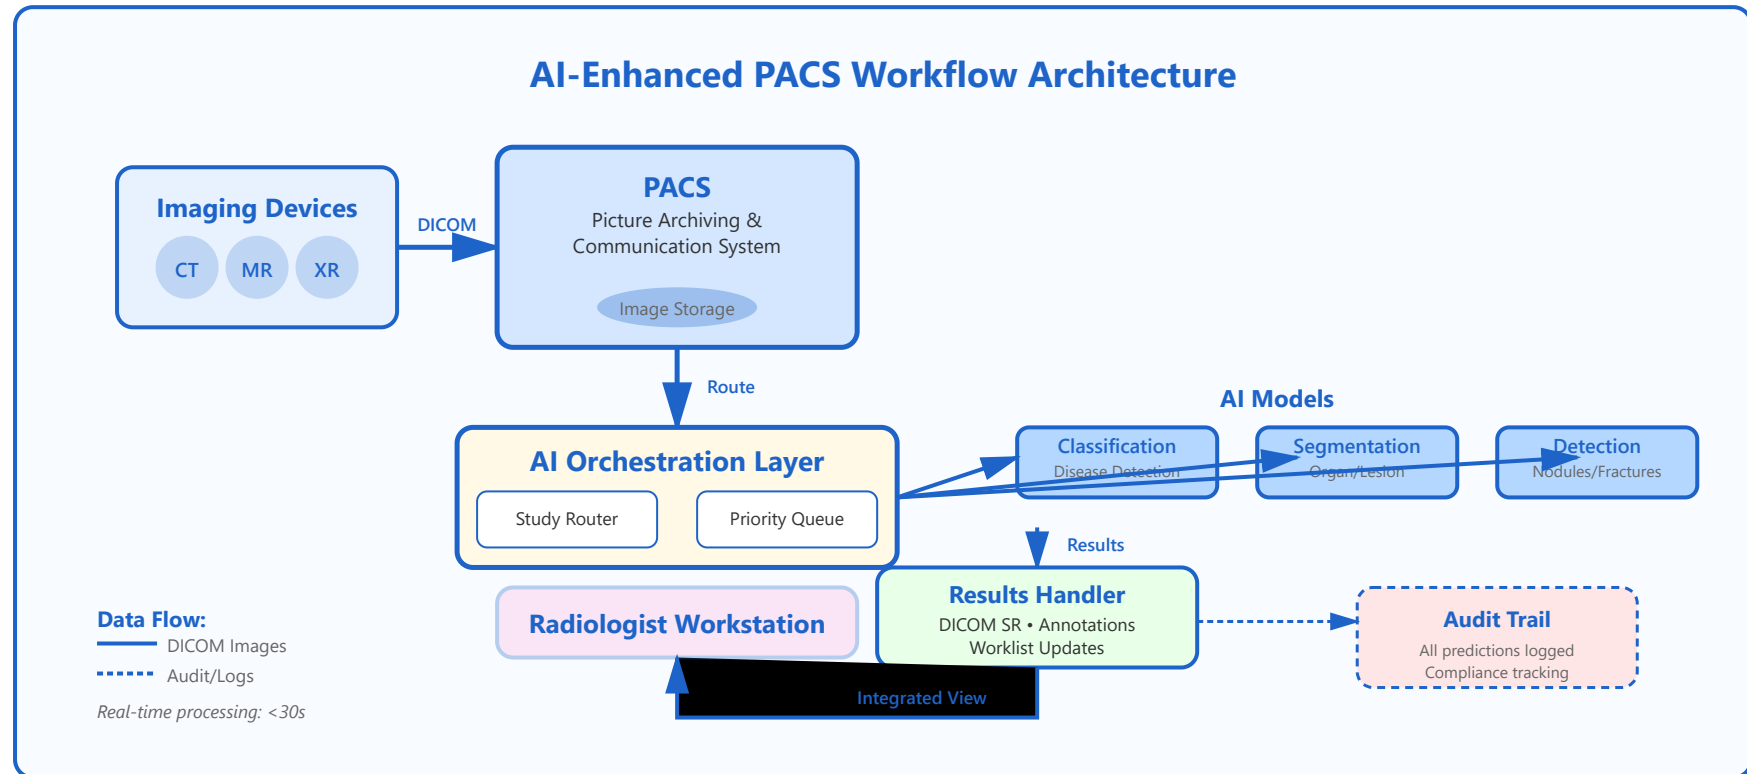 AI-Enhanced PACS Workflow Architecture
Imaging Devices
CT
MR
XR
DICOM
PACS
Picture Archiving &
Communication System
Image Storage
Route
AI Orchestration Layer
Study Router
Priority Queue
AI Models
Classification
Disease Detection
Segmentation
Organ/Lesion
Detection
Nodules/Fractures
Results
Results Handler
DICOM SR • Annotations
Worklist Updates
Radiologist Workstation
Integrated View
Audit Trail
All predictions logged
Compliance tracking
Data Flow:
DICOM Images
Audit/Logs
Real-time processing: <30s